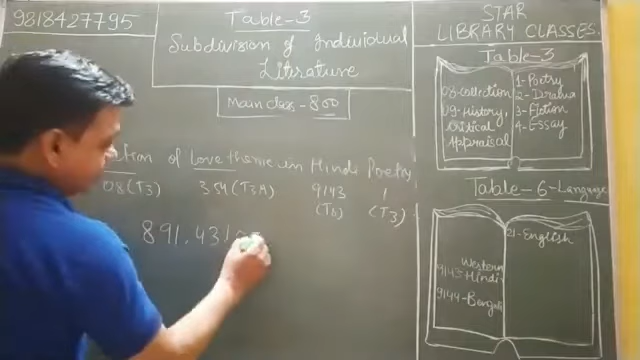 9818427795
Table-3
Subdivision of Individual
Literature
Main class - 800
of Love theme in Hindi Poetry
08(T3) 354(T3A) 9143 1
(T6) (T3)
891.431
STAR
LIBRARY CLASSES.
Table-3
08-Collection
09-History,
Critical
Appraisal
1-Poetry
2-Drama
3-Fiction
4-Essay
Table-6-Language
Western
9143-Hindi
9144-Bengali
21-English